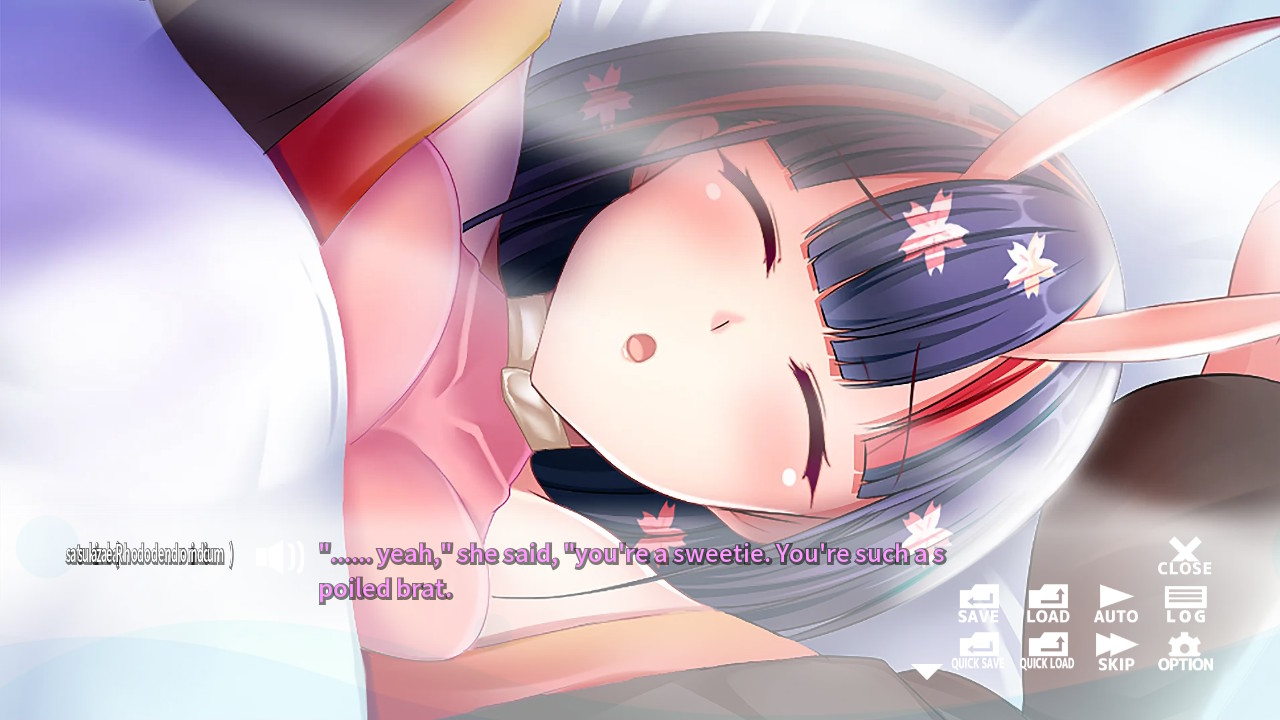 "...... yeah," she said, "you're a sweetie. You're such a s
poiled brat.
CLOSE
SAVE LOAD AUTO LOG
QUICK SAVE QUICK LOAD SKIP OPTION